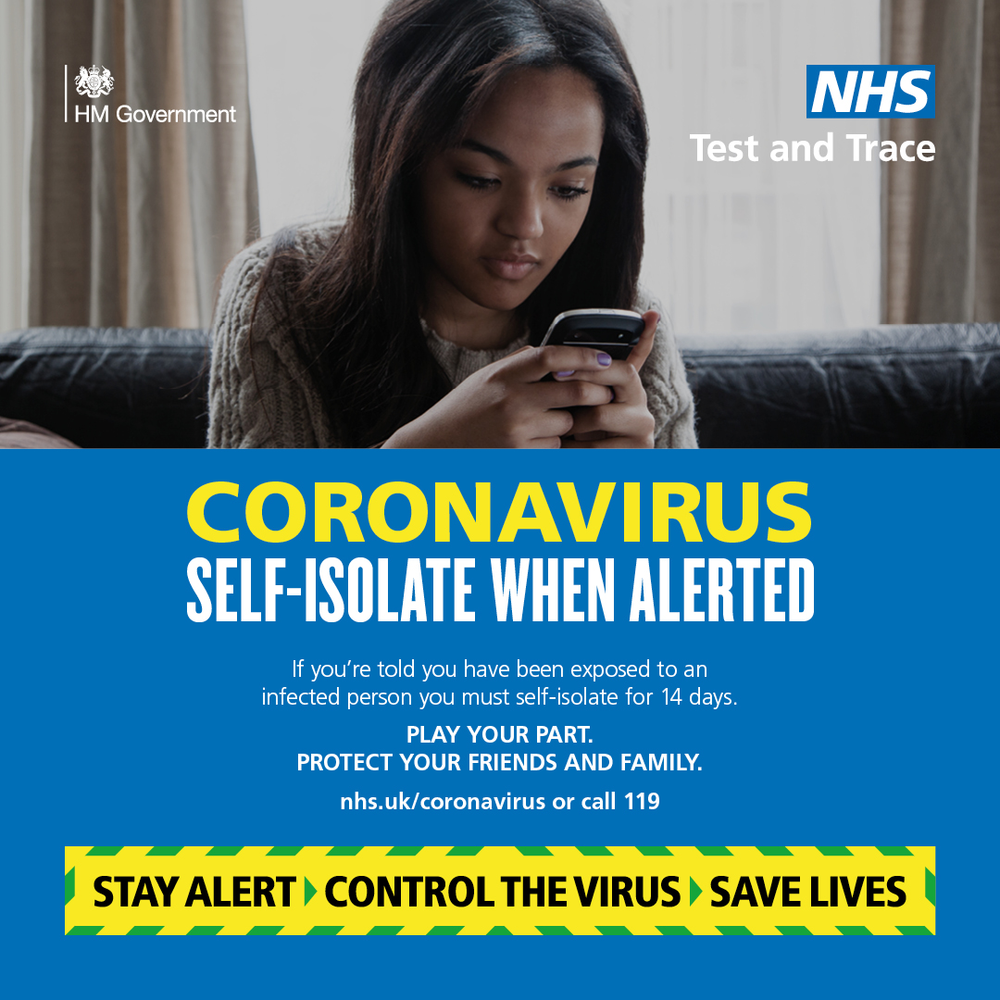 HM Government
NHS
Test and Trace
CORONAVIRUS
SELF-ISOLATE WHEN ALERTED
If you’re told you have been exposed to an
infected person you must self-isolate for 14 days.
PLAY YOUR PART.
PROTECT YOUR FRIENDS AND FAMILY.
nhs.uk/coronavirus or call 119
STAY ALERT CONTROL THE VIRUS SAVE LIVES